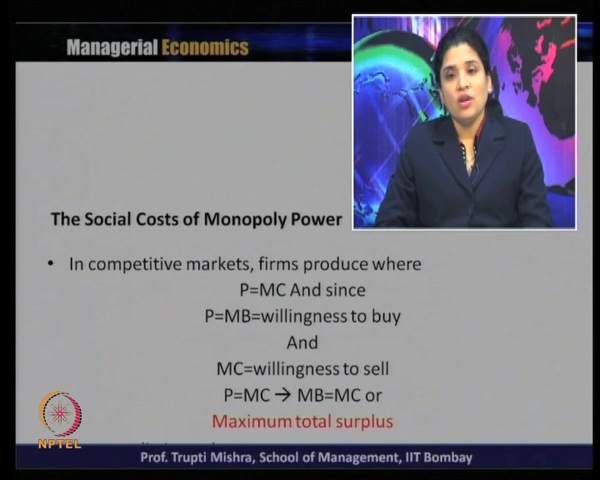 Managerial Economics
The Social Costs of Monopoly Power
• In competitive markets, firms produce where
P=MC And since
P=MB=willingness to buy
And
MC=willingness to sell
P=MC → MB=MC or
Maximum total surplus
NPTEL
Prof. Trupti Mishra, School of Management, IIT Bombay